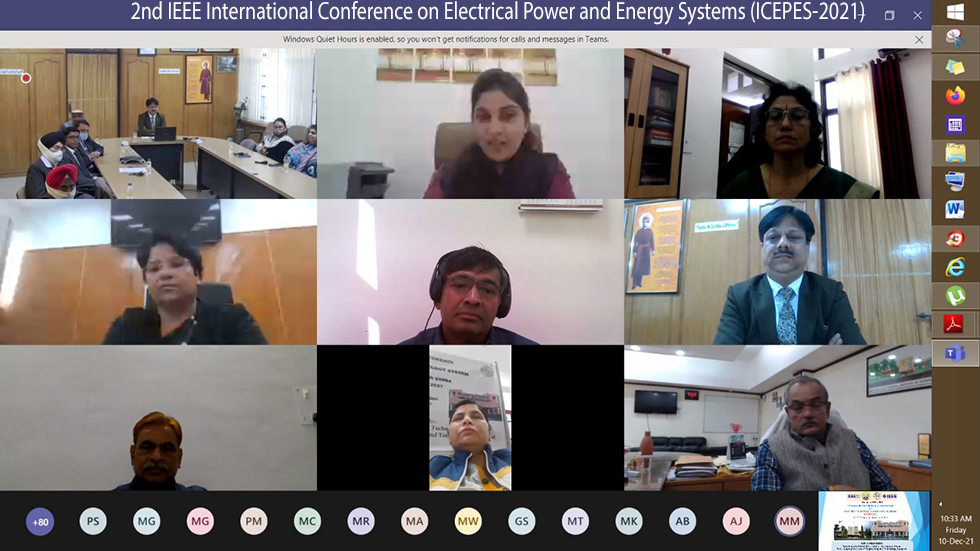 2nd IEEE International Conference on Electrical Power and Energy Systems (ICEPES-2021)
Windows Quiet Hours is enabled, so you won't get notifications for calls and messages in Teams.
2021
+80
PS
MG
MG
PM
MC
MR
MA
MW
GS
MT
MK
AB
AJ
MM
10:33 AM
Friday
10-Dec-21